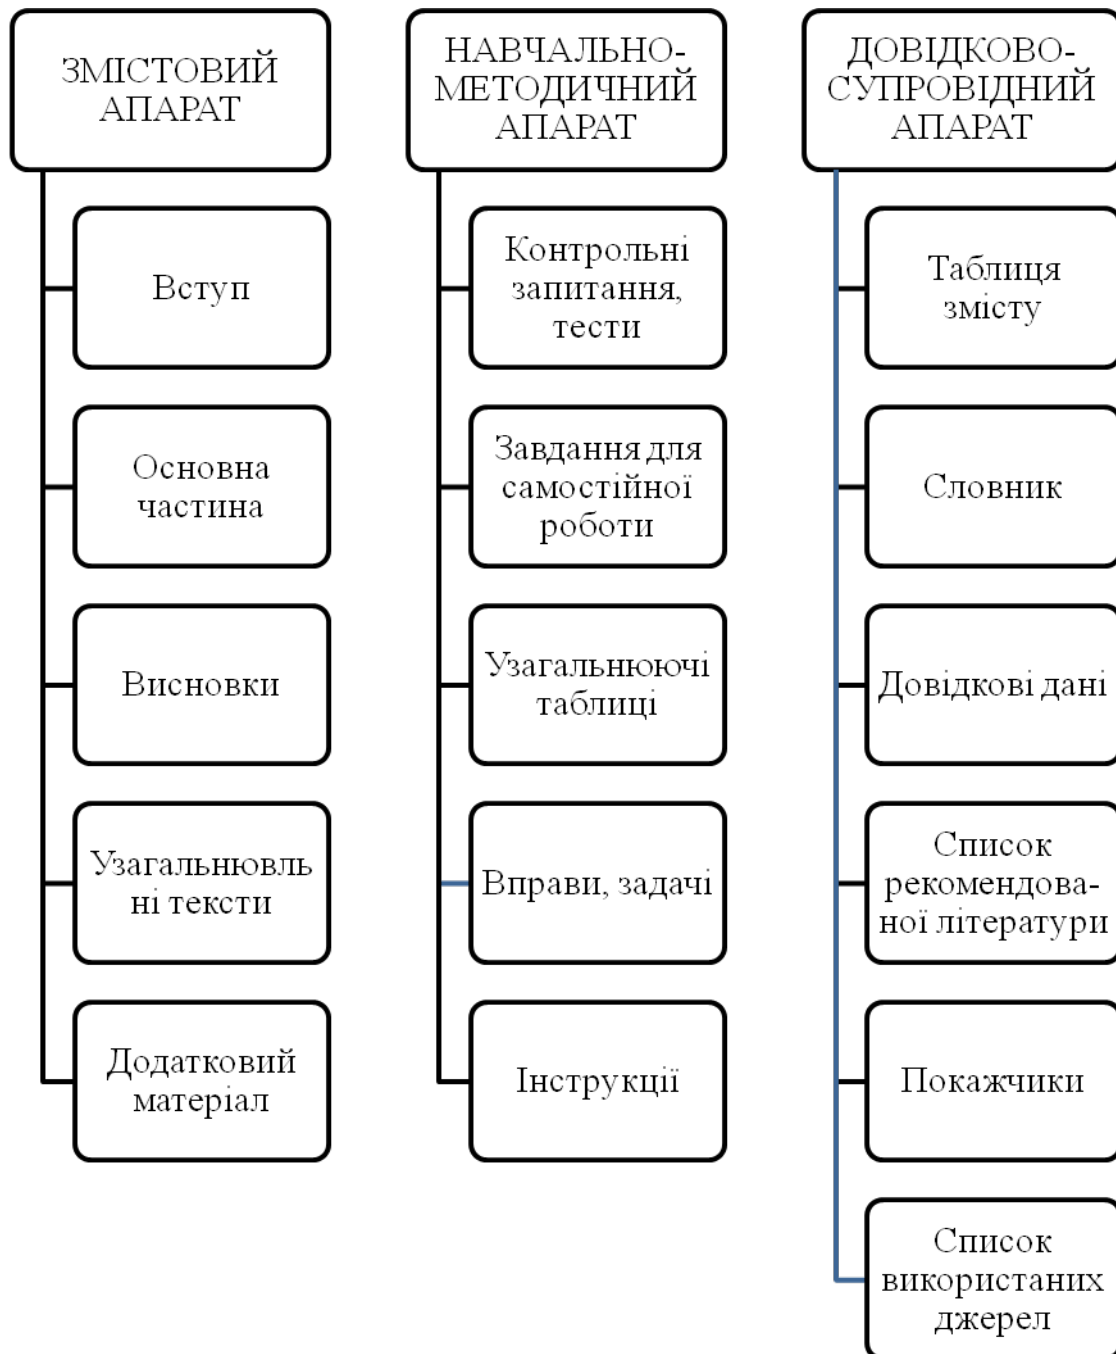 ЗМІСТОВИЙ
АПАРАТ
Вступ
Основна
частина
Висновки
Узагальнювль
ні тексти
Додатковий
матеріал
НАВЧАЛЬНО-
МЕТОДИЧНИЙ
АПАРАТ
Контрольні
запитання,
тести
Завдання для
самостійної
роботи
Узагальнюючі
таблиці
Вправи, задачі
Інструкції
ДОВІДКОВО-
СУПРОВІДНИЙ
АПАРАТ
Таблиця
змісту
Словник
Довідкові дані
Список
рекомендова-
ної літератури
Покажчики
Список
використаних
джерел